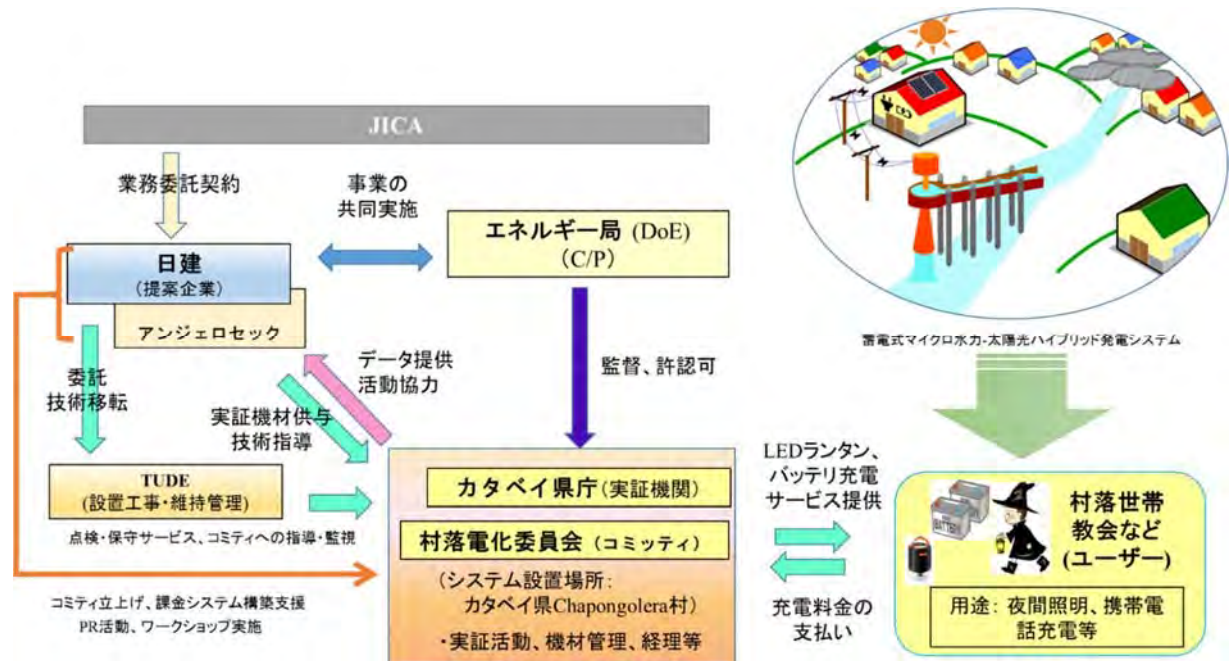 JICA
業務委託契約
事業の
共同実施
エネルギー局 (DoE)
(C/P)
日建
(提案企業)
アンジェロセック
蓄電式マイクロ水力-太陽光ハイブリッド発電システム
データ提供
活動協力
監督、許認可
委託
技術移転
実証機材供与
技術指導
LEDランタン、
バッテリ充電
サービス提供
TUDE
(設置工事・維持管理)
カタベイ県庁(実証機関)
点検・保守サービス、コミティへの指導・監視
村落電化委員会 (コミッティ)
BATTERY
村落世帯
教会など
(ユーザー)
(システム設置場所:
カタベイ県Chapongolera村)
コミティ立上げ、課金システム構築支援
PR活動、ワークショップ実施
・実証活動、機材管理、経理等
充電料金の
支払い
用途: 夜間照明、携帯電
話充電等